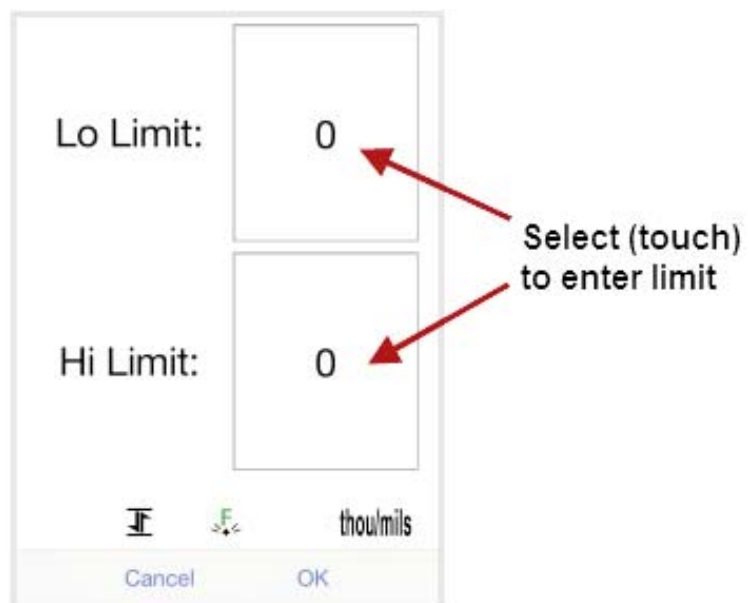 Lo Limit:
0
Select (touch)
to enter limit
Hi Limit:
0
F
thou/mils
Cancel OK